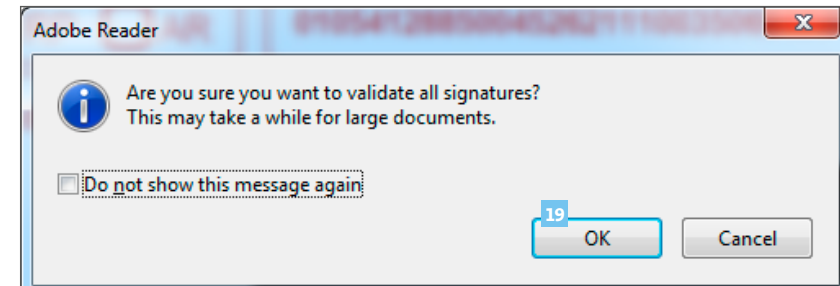 Adobe Reader
Are you sure you want to validate all signatures?
This may take a while for large documents.
Do not show this message again
19
OK
Cancel